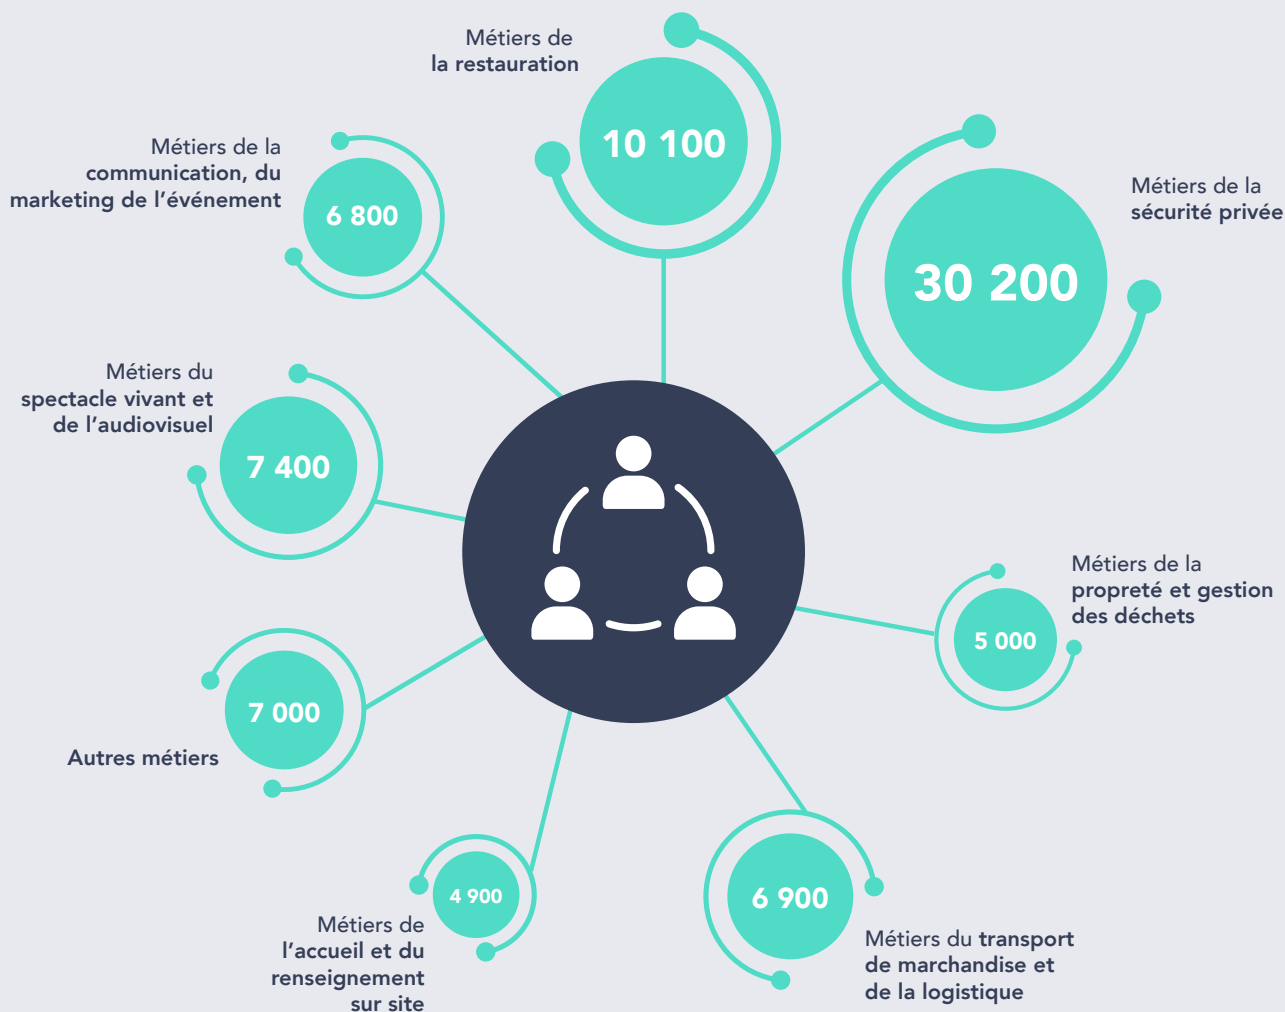 Métiers de
la restauration
10 100
Métiers de la
communication, du
marketing de l'événement
6 800
Métiers de la
sécurité privée
30 200
Métiers du
spectacle vivant et
de l'audiovisuel
7 400
Métiers de la
propreté et gestion
des déchets
5 000
7 000
Autres métiers
4 900
Métiers de
l'accueil et du
renseignement
sur site
6 900
Métiers du transport
de marchandise et
de la logistique